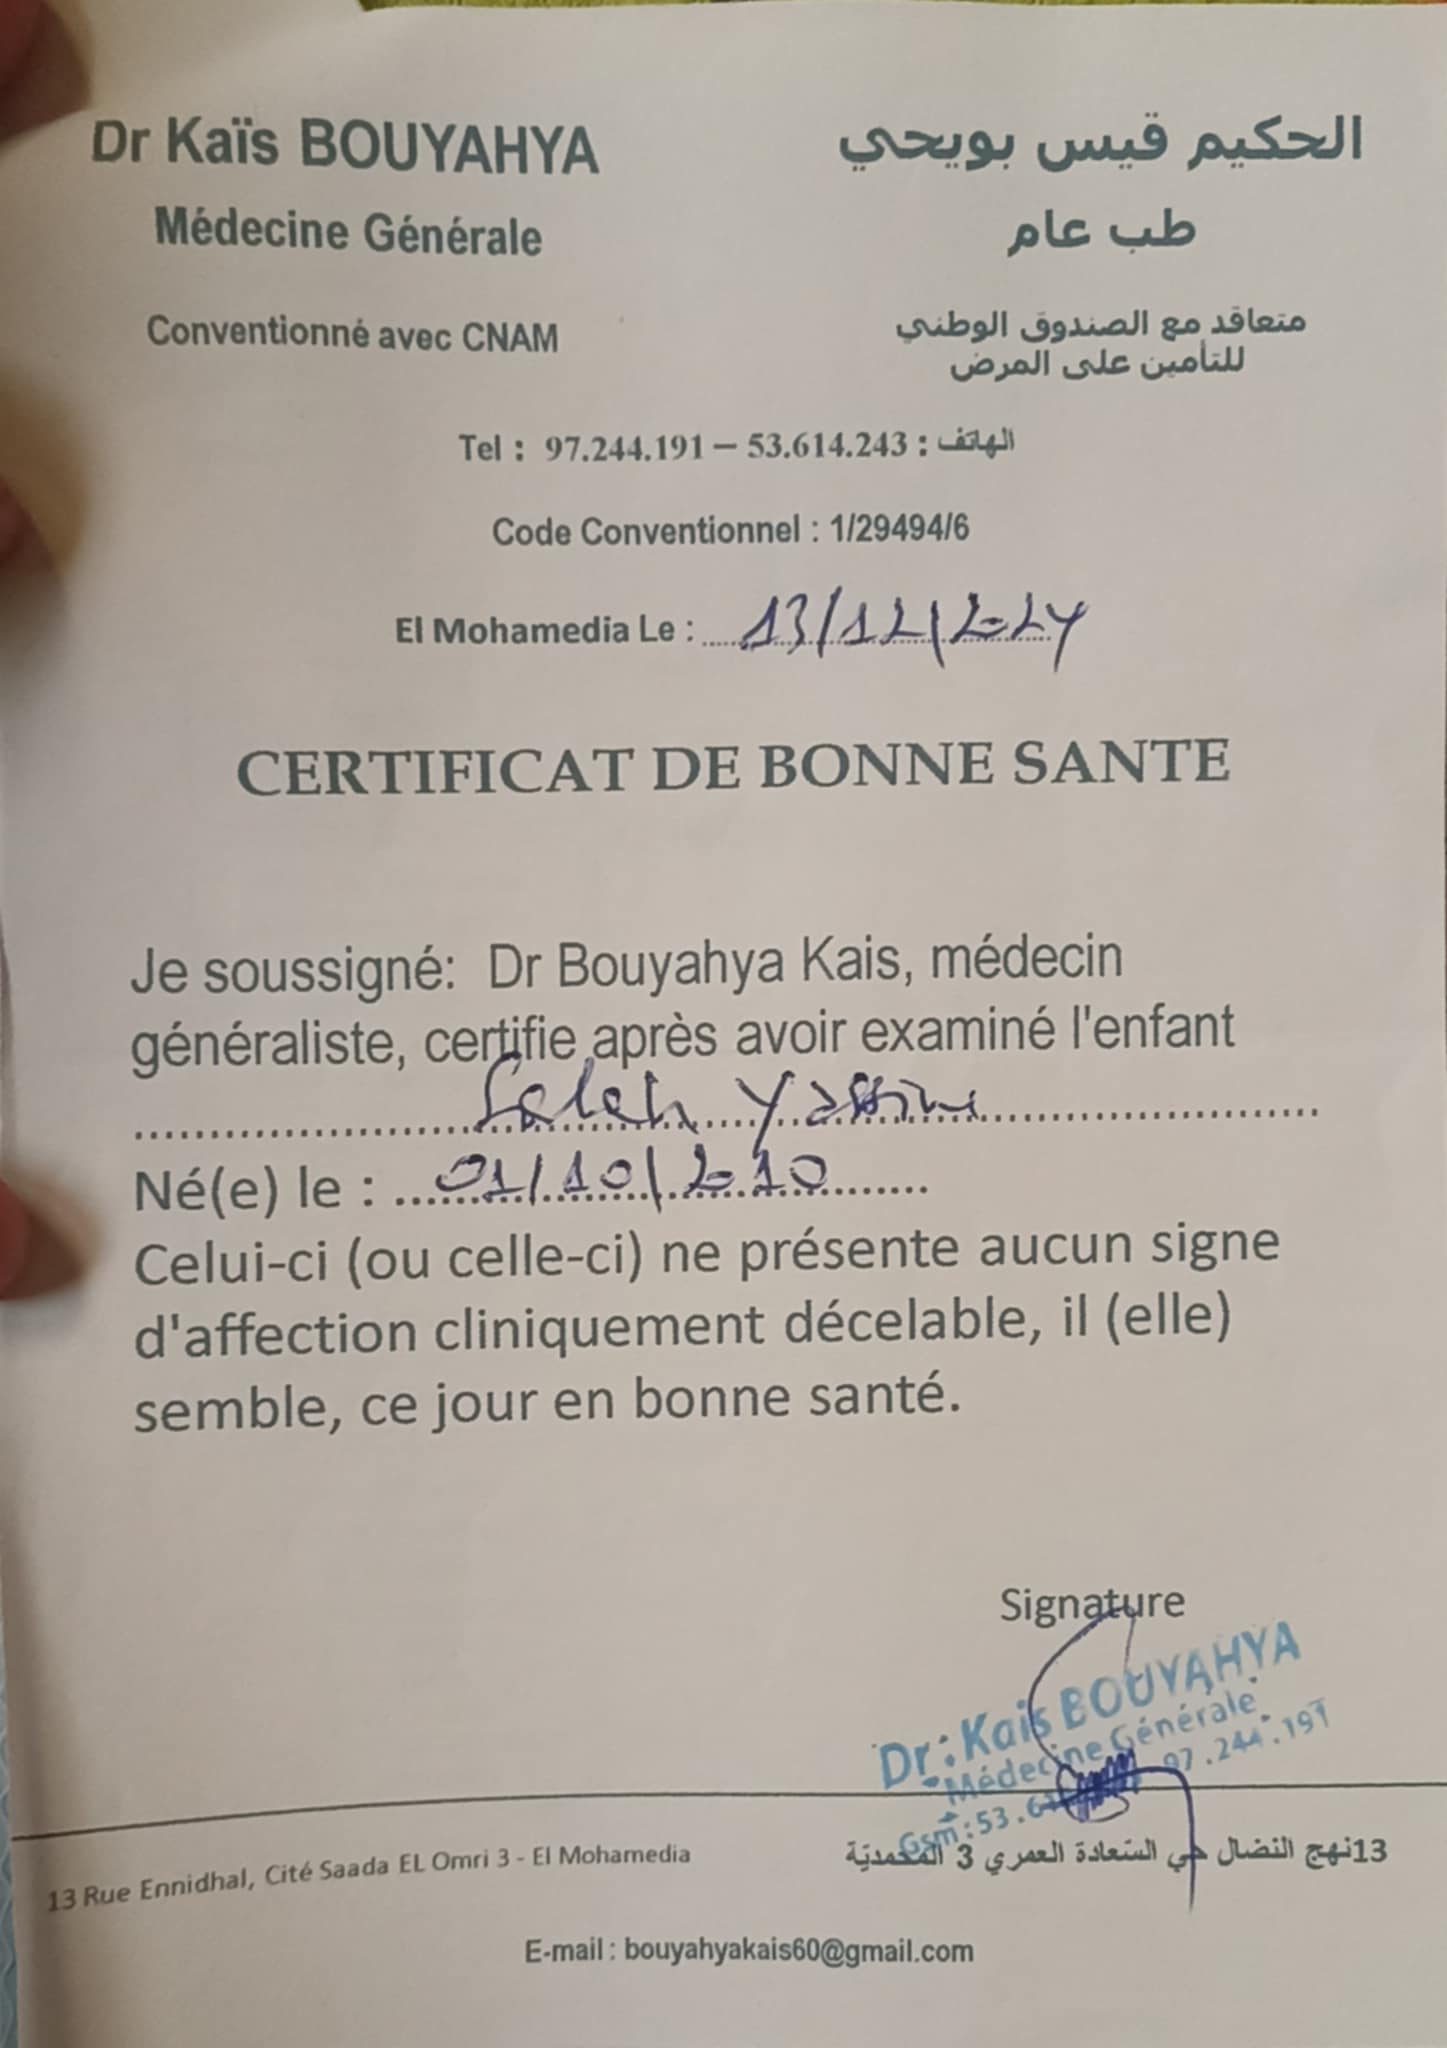 Dr Kaïs BOUYAHYA
Médecine Générale
Conventionné avec CNAM
الحكيم قيس بويحي
طب عام
متعاقد مع الصندوق الوطني
للتأمين على المرض
Tel : 97.244.191 – 53.614.243 : الهاتف
Code Conventionnel : 1/29494/6
El Mohamedia Le : 13/12/2024
CERTIFICAT DE BONNE SANTE
Je soussigné: Dr Bouyahya Kais, médecin
généraliste, certifie après avoir examiné l'enfant
Saleh Yassine
Né(e) le : 01/10/2010
Celui-ci (ou celle-ci) ne présente aucun signe
d'affection cliniquement décelable, il (elle)
semble, ce jour en bonne santé.
Signature
Dr: Kais BOUYAHYA
Médecine Générale
Gsm: 53.6 97.244.191
13 Rue Ennidhal, Cité Saada EL Omri 3 - El Mohamedia
13نهج النضال حي السعادة العمري 3 المحمديّة
E-mail : bouyahyakais60@gmail.com